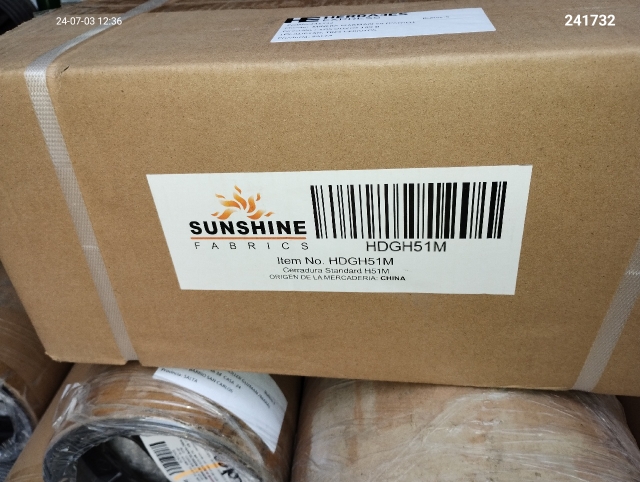 24-07-03 12:36
241732
HERRAJES
SUNSHINE
FABRICS
HDGH51M
Item No. HDGH51M
Cerradura Standard H51M
ORIGEN DE LA MERCADERIA: CHINA